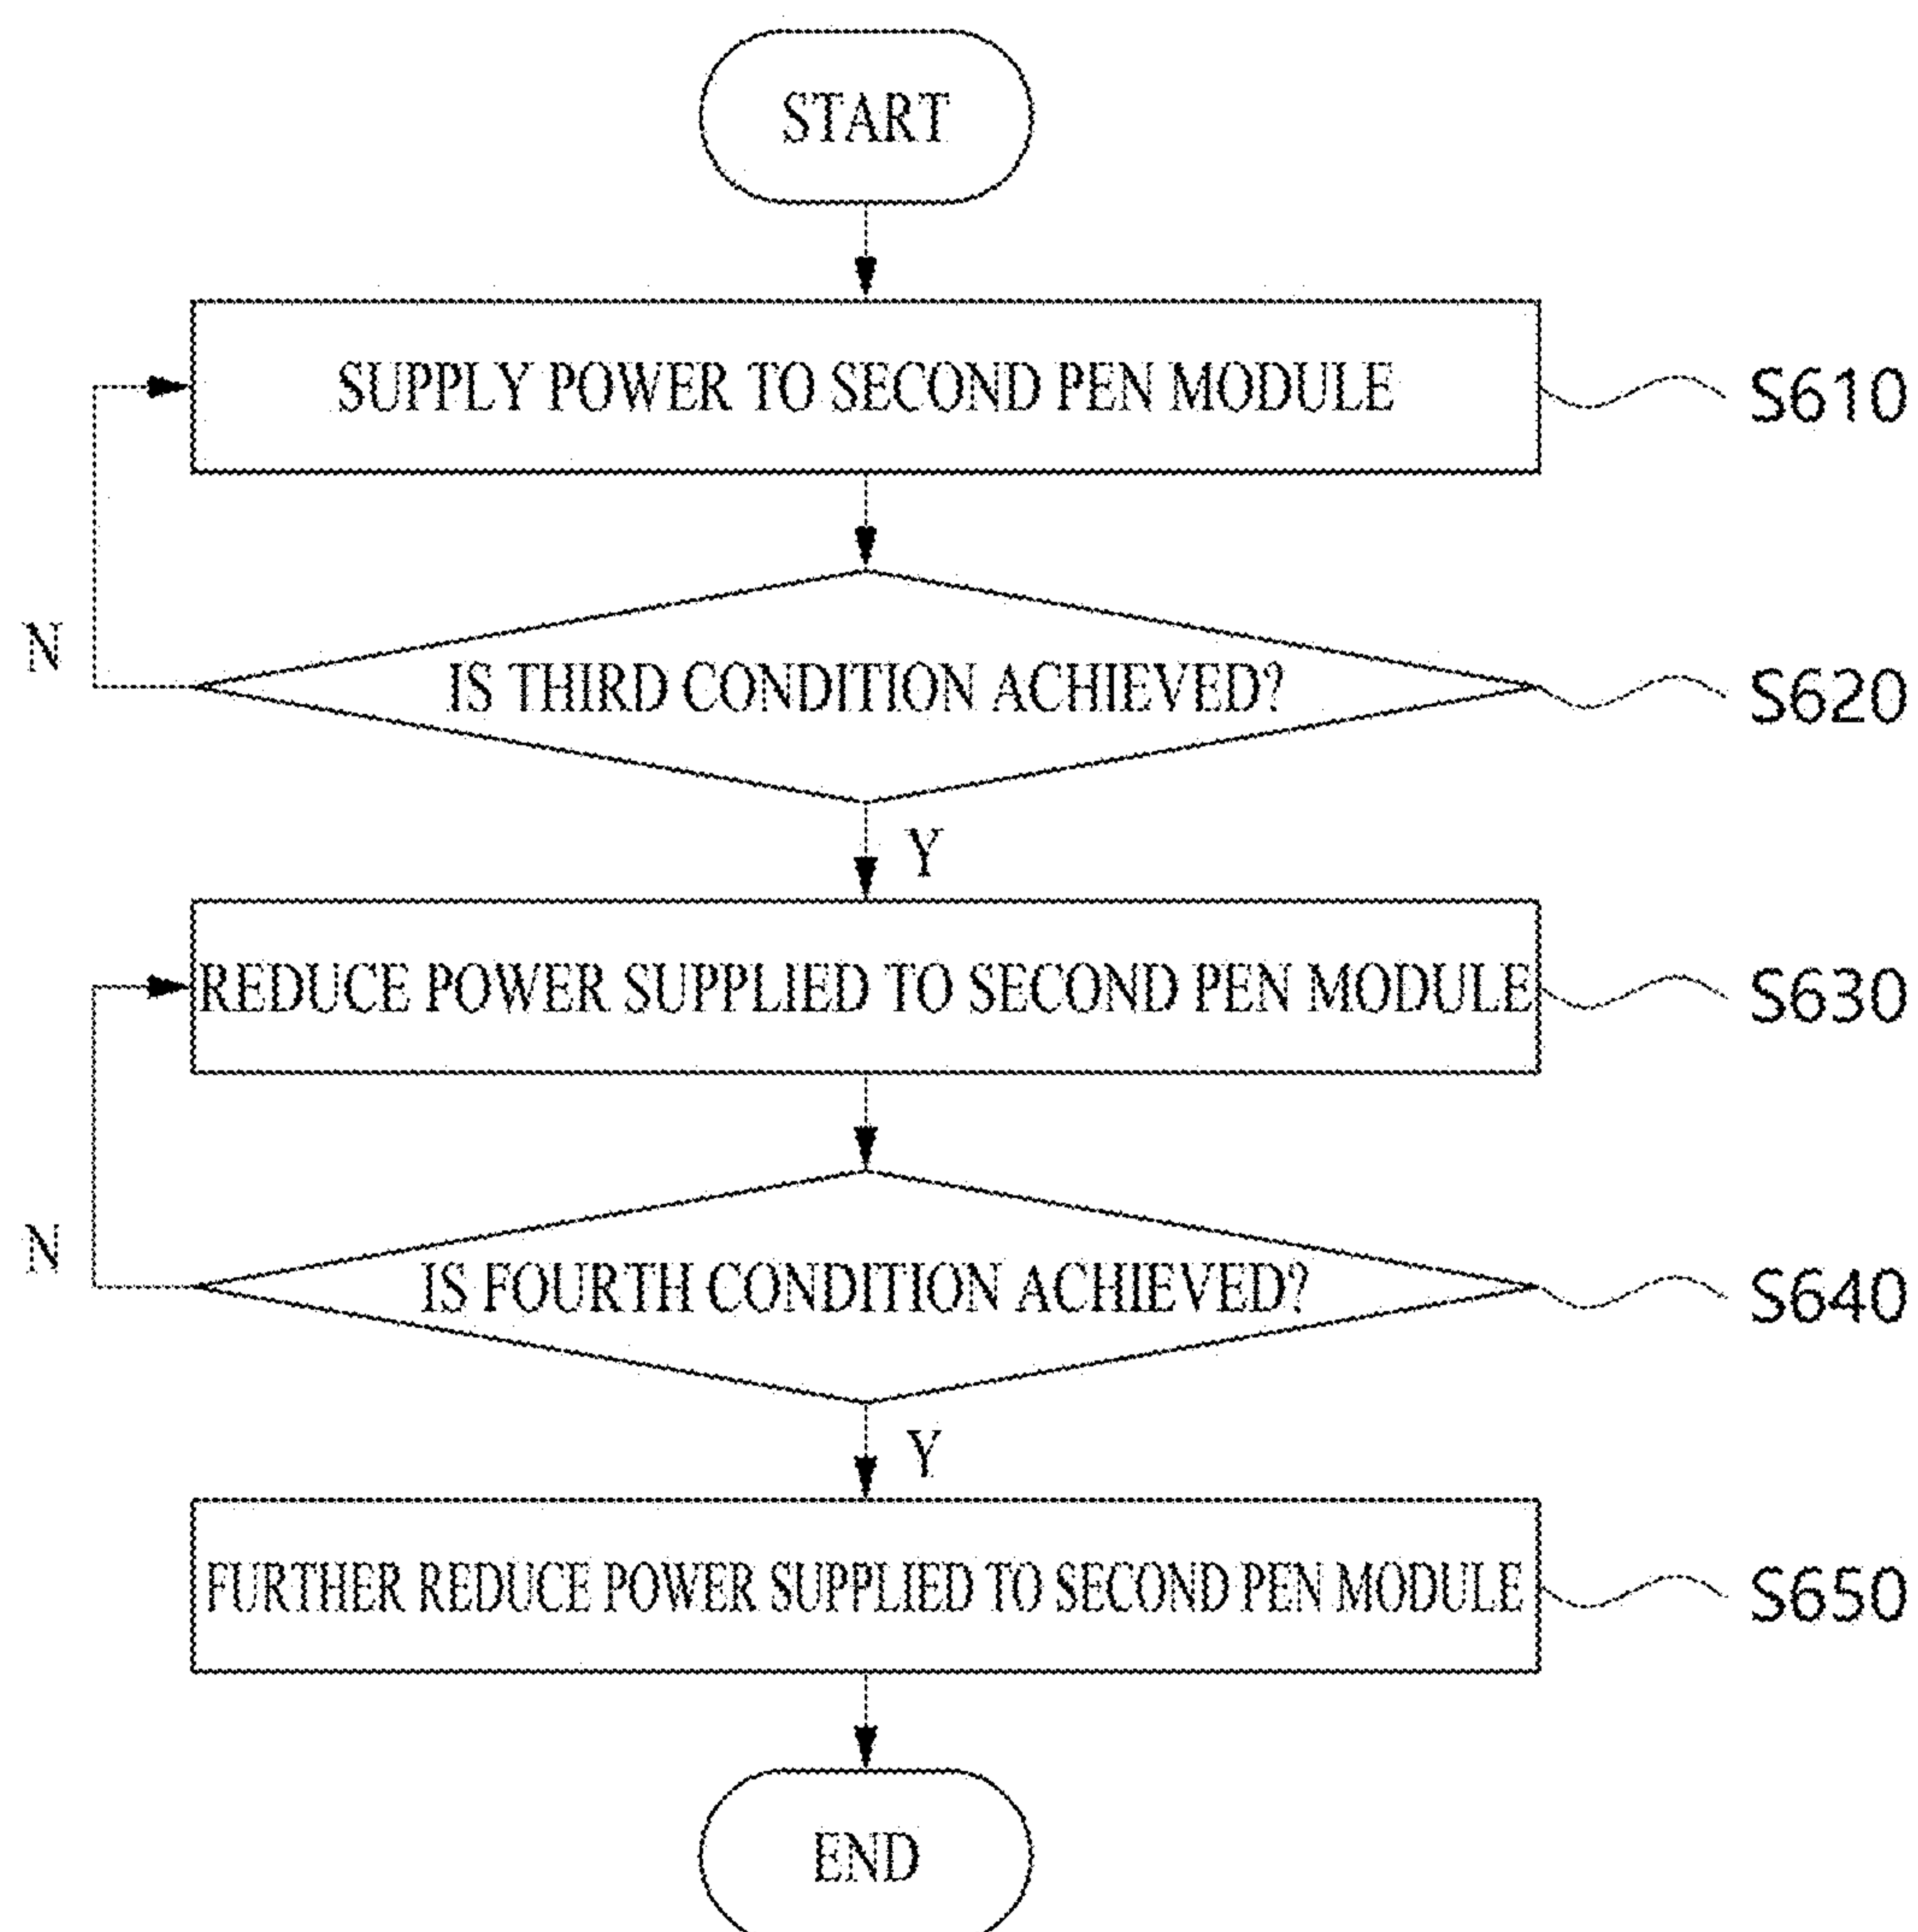 START
SUPPLY POWER TO SECOND PEN MODULE
S610
N
IS THIRD CONDITION ACHIEVED?
S620
Y
REDUCE POWER SUPPLIED TO SECOND PEN MODULE
S630
N
IS FOURTH CONDITION ACHIEVED?
S640
Y
FURTHER REDUCE POWER SUPPLIED TO SECOND PEN MODULE
S650
END